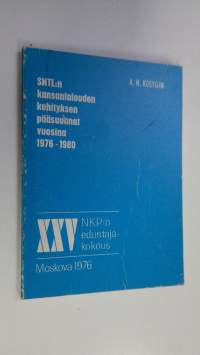 SNTL:n
kansantalouden
kehityksen
pääsuunnat
vuosina
1976-1980
A. N. KOSYGIN
XXV
NKP:n
edustaja-
kokous
Moskova 1976